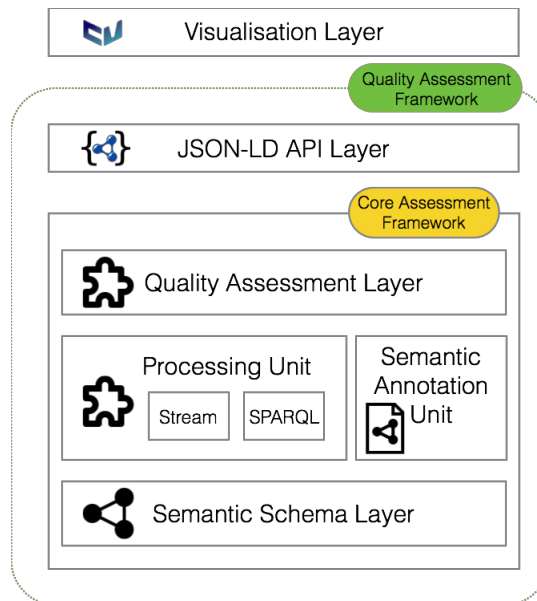 Visualisation Layer
Quality Assessment
Framework
JSON-LD API Layer
Core Assessment
Framework
Quality Assessment Layer
Processing Unit
Stream
SPARQL
Semantic
Annotation
Unit
Semantic Schema Layer